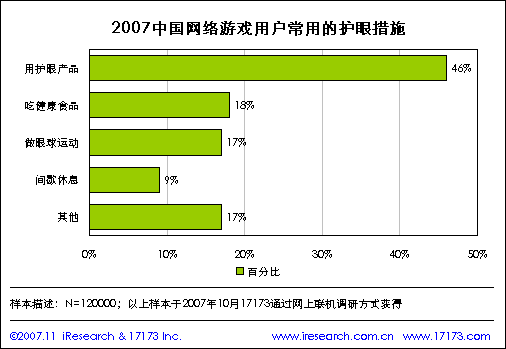 2007中国网络游戏用户常用的护眼措施
用护眼产品 46%
吃健康食品 18%
做眼球运动 17%
间歇休息 9%
其他 17%
0% 10% 20% 30% 40% 50%
百分比
样本描述：N=120000；以上样本于2007年10月17173通过网上联机调研方式获得
©2007.11 iResearch & 17173 Inc. www.iresearch.com.cn www.17173.com